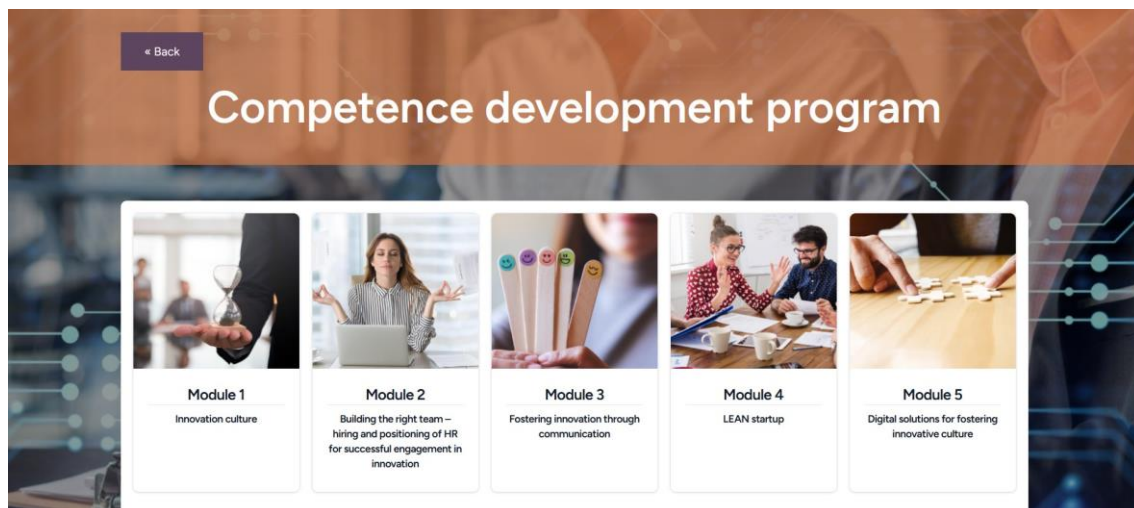 « Back
Competence development program
Module 1
Innovation culture
Module 2
Building the right team –
hiring and positioning of HR
for successful engagement in
innovation
Module 3
Fostering innovation through
communication
Module 4
LEAN startup
Module 5
Digital solutions for fostering
innovative culture